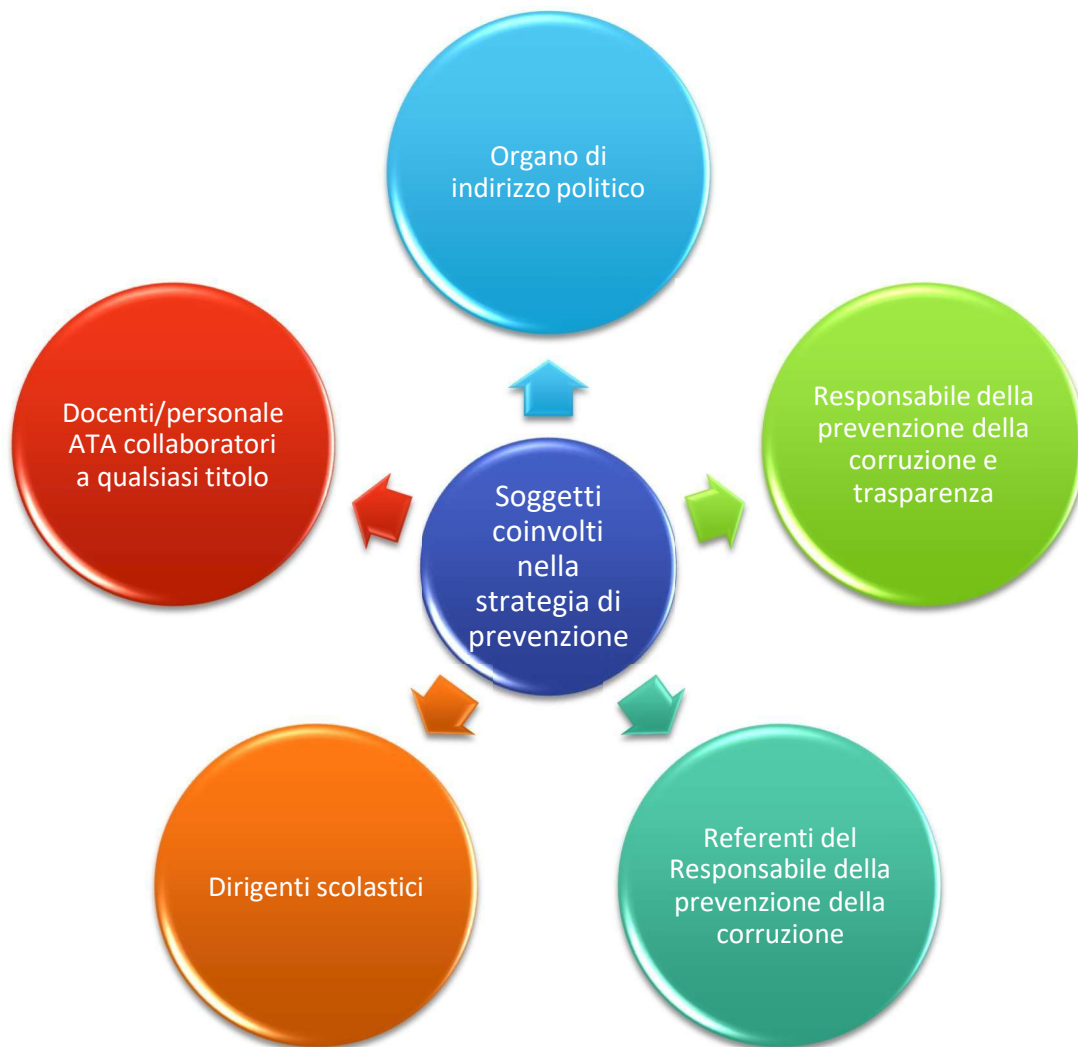 Organo di
indirizzo politico
Docenti/personale
ATA collaboratori
a qualsiasi titolo
Responsabile della
prevenzione della
corruzione e
trasparenza
Soggetti
coinvolti
nella
strategia di
prevenzione
Dirigenti scolastici
Referenti del
Responsabile della
prevenzione della
corruzione